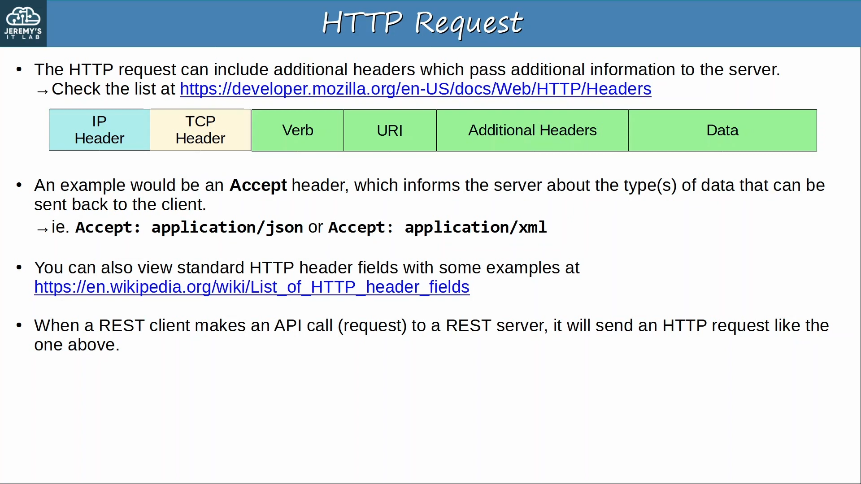 JEREMY'S
IT LAB
HTTP Request
• The HTTP request can include additional headers which pass additional information to the server.
→Check the list at https://developer.mozilla.org/en-US/docs/Web/HTTP/Headers
IP Header
TCP Header
Verb
URI
Additional Headers
Data
• An example would be an Accept header, which informs the server about the type(s) of data that can be
sent back to the client.
→ie. Accept: application/json or Accept: application/xml
• You can also view standard HTTP header fields with some examples at
https://en.wikipedia.org/wiki/List_of_HTTP_header_fields
• When a REST client makes an API call (request) to a REST server, it will send an HTTP request like the
one above.